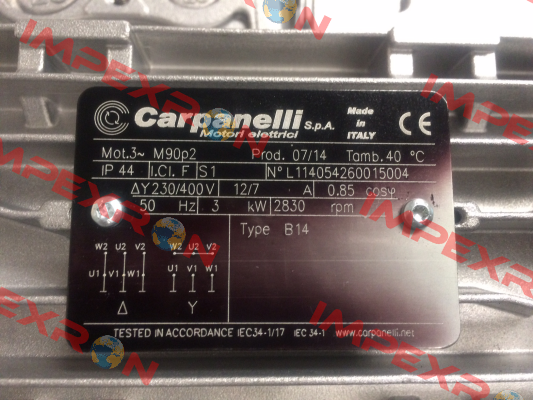 Carpanelli S.p.A.
Motori elettrici
Made in ITALY
CE
Mot.3~ M90p2 Prod. 07/14 Tamb. 40 °C
IP 44 I.Cl. F S1 N° L114054260015004
ΔY 230/400 V 12/7 A 0.85 cosφ
50 Hz 3 kW 2830 rpm
Type B14
W2 U2 V2 W2 U2 V2
U1 V1 W1 U1 V1 W1
Δ Y
TESTED IN ACCORDANCE IEC34-1/17 IEC 34-1 www.carpanelli.net
IMPEXRON
IMPEXRON
IMPEXRON
IMPEXRON